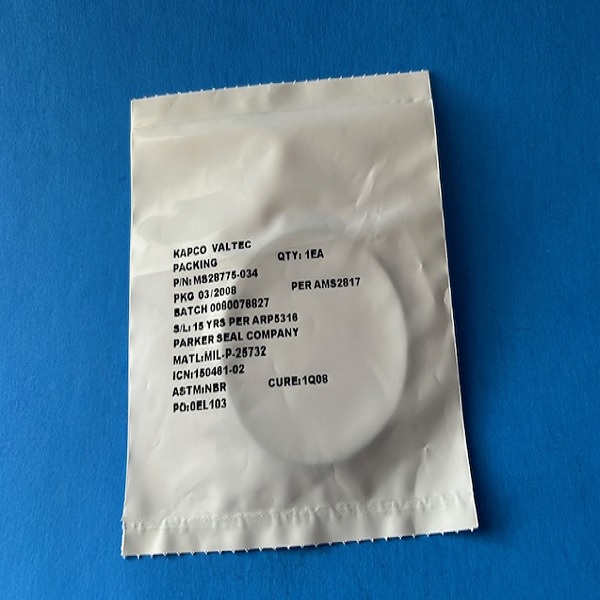 KAPCO VALTEC
PACKING QTY: 1EA
P/N: MS28775-034
PKG 03/2008 PER AMS2817
BATCH 0080076827
S/L: 15 YRS PER ARP5316
PARKER SEAL COMPANY
MATL:MIL-P-25732
ICN:150461-02
ASTM:NBR CURE:1Q08
PO:0EL103